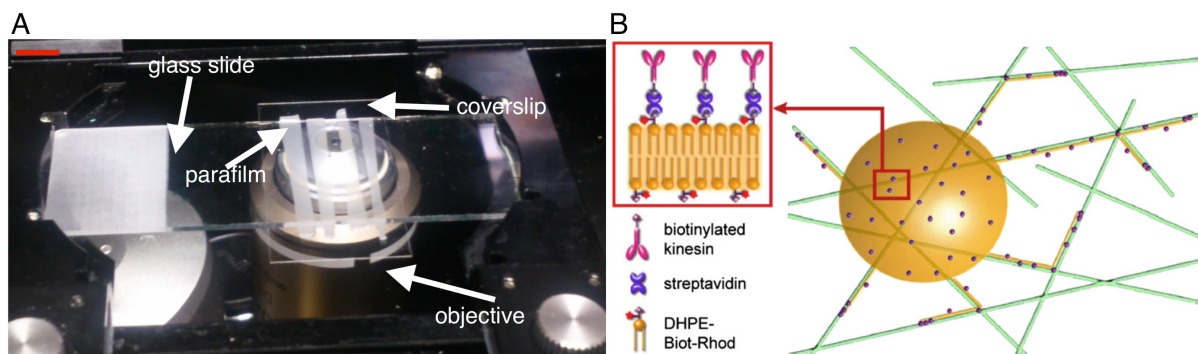 A
glass slide
coverslip
parafilm
objective
B
biotinylated
kinesin
streptavidin
DHPE-
Biot-Rhod